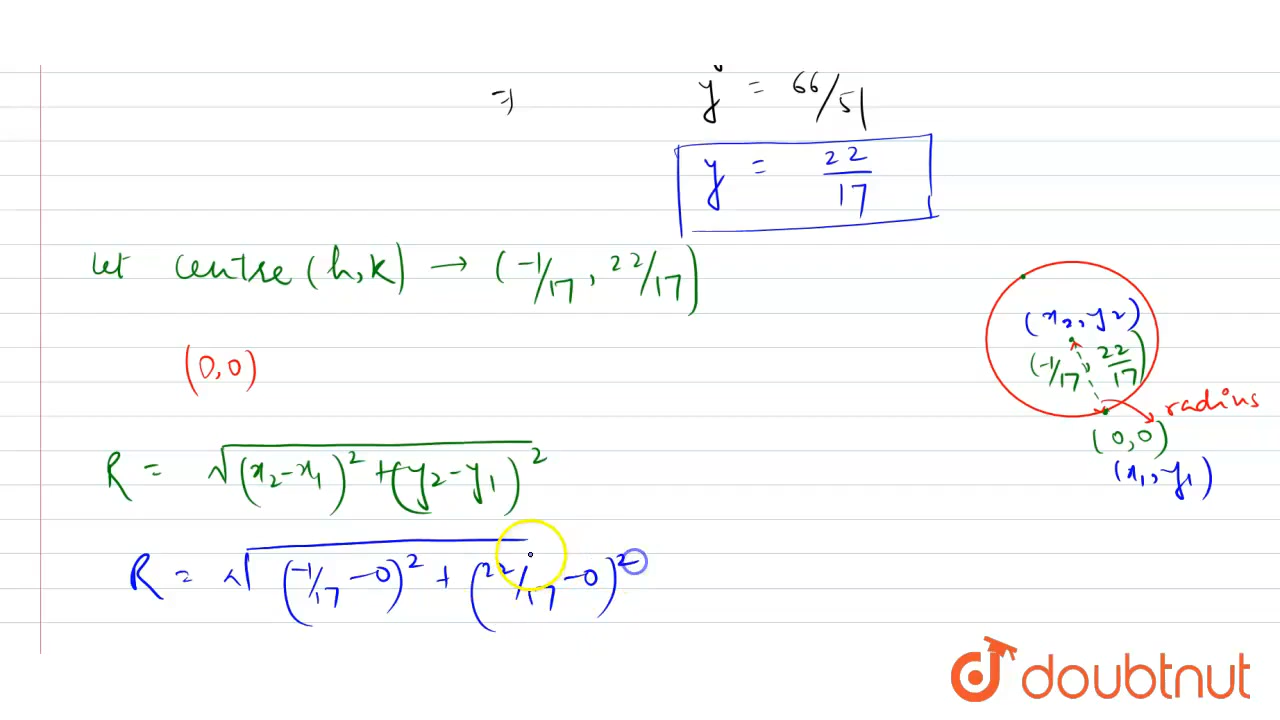 ⇒ y = 66/51
y = 22/17
let centre (h,k) → (-1/17, 22/17)
(0,0)
R = √(x₂-x₁)² + (y₂-y₁)²
R = √(-1/17 -0)² + (22/17 -0)²
(x₂, y₂)
(-1/17, 22/17)
radius
(0,0)
(x₁, y₁)
doubtnut